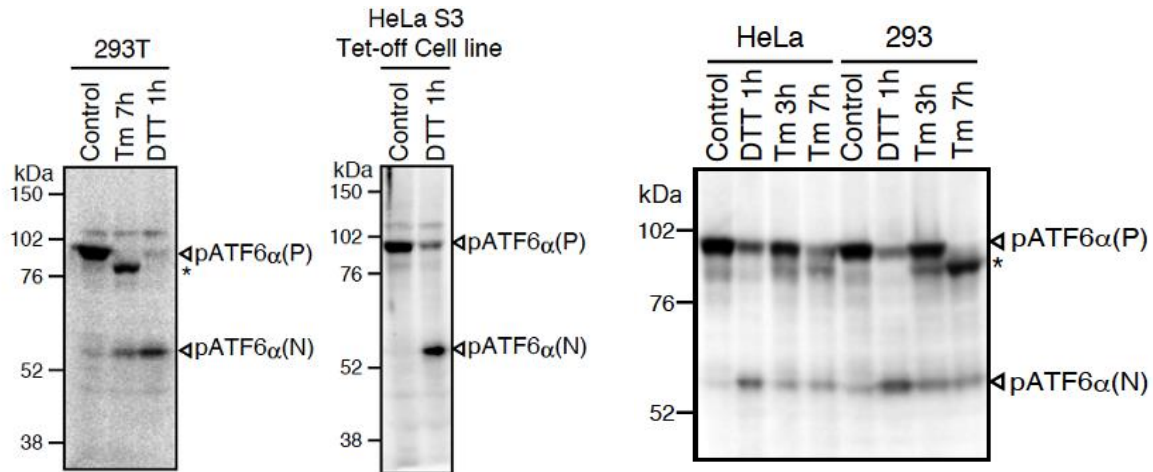 293T
Control
Tm 7h
DTT 1h
kDa
150
102
76
52
38
pATF6α(P)
*
pATF6α(N)
HeLa S3
Tet-off Cell line
Control
DTT 1h
kDa
150
102
76
52
38
pATF6α(P)
pATF6α(N)
HeLa
293
Control
DTT 1h
Tm 3h
Tm 7h
Control
DTT 1h
Tm 3h
Tm 7h
kDa
102
76
52
pATF6α(P)
*
pATF6α(N)